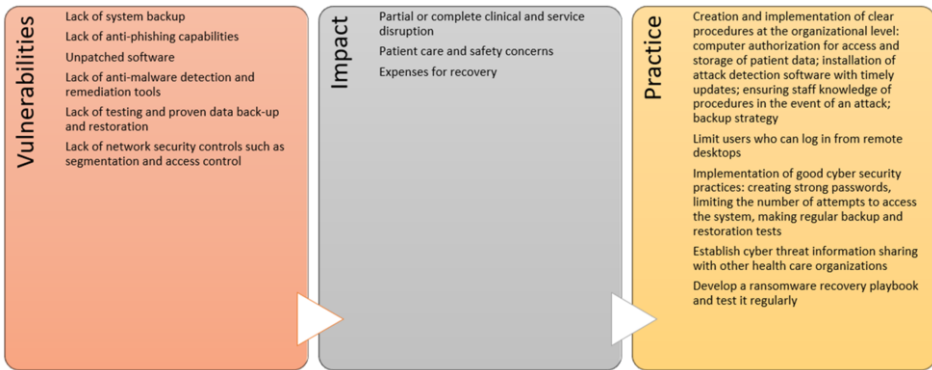 Vulnerabilities
Lack of system backup
Lack of anti-phishing capabilities
Unpatched software
Lack of anti-malware detection and
remediation tools
Lack of testing and proven data back-up
and restoration
Lack of network security controls such as
segmentation and access control
Impact
Partial or complete clinical and service
disruption
Patient care and safety concerns
Expenses for recovery
Practice
Creation and implementation of clear
procedures at the organizational level:
computer authorization for access and
storage of patient data; installation of
attack detection software with timely
updates; ensuring staff knowledge of
procedures in the event of an attack;
backup strategy
Limit users who can log in from remote
desktops
Implementation of good cyber security
practices: creating strong passwords,
limiting the number of attempts to access
the system, making regular backup and
restoration tests
Establish cyber threat information sharing
with other health care organizations
Develop a ransomware recovery playbook
and test it regularly